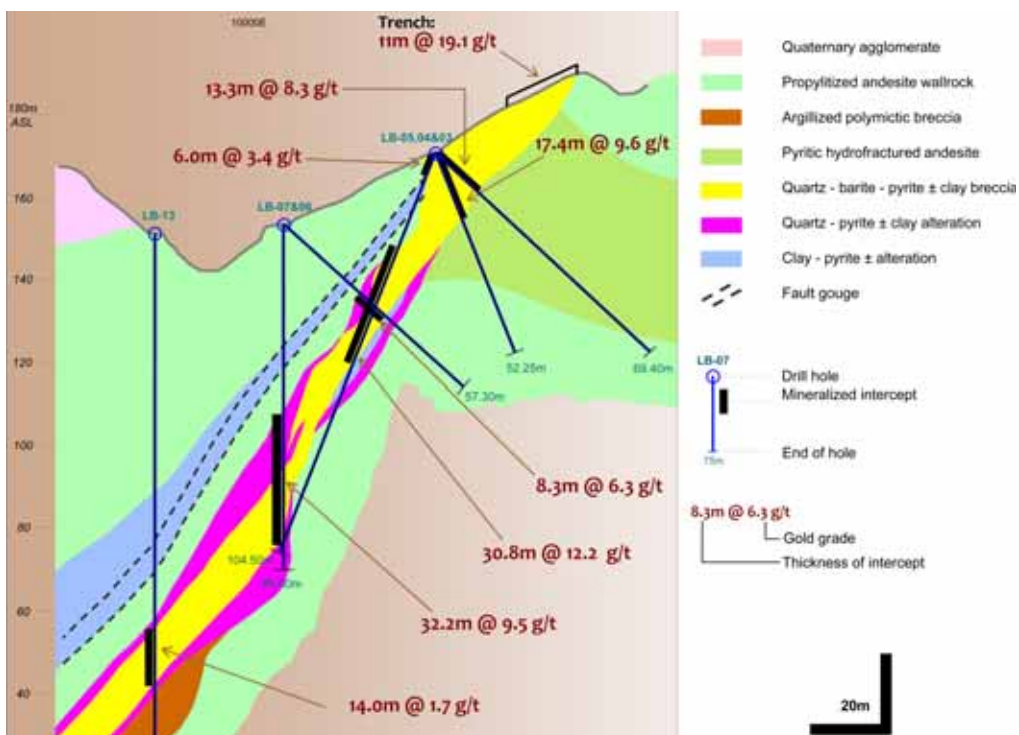 10000E
Trench:
11m @ 19.1 g/t
13.3m @ 8.3 g/t
180m
ASL
LB-05,04&03
6.0m @ 3.4 g/t
17.4m @ 9.6 g/t
160
LB-13
LB-07&06
140
120
52.25m
69.40m
57.30m
100
8.3m @ 6.3 g/t
80
30.8m @ 12.2 g/t
104.50m
60
32.2m @ 9.5 g/t
40
14.0m @ 1.7 g/t
Quaternary agglomerate
Propylitized andesite wallrock
Argillized polymictic breccia
Pyritic hydrofractured andesite
Quartz - barite - pyrite ± clay breccia
Quartz - pyrite ± clay alteration
Clay - pyrite ± alteration
Fault gouge
LB-07
Drill hole
Mineralized intercept
End of hole
75m
8.3m @ 6.3 g/t
Gold grade
Thickness of intercept
20m